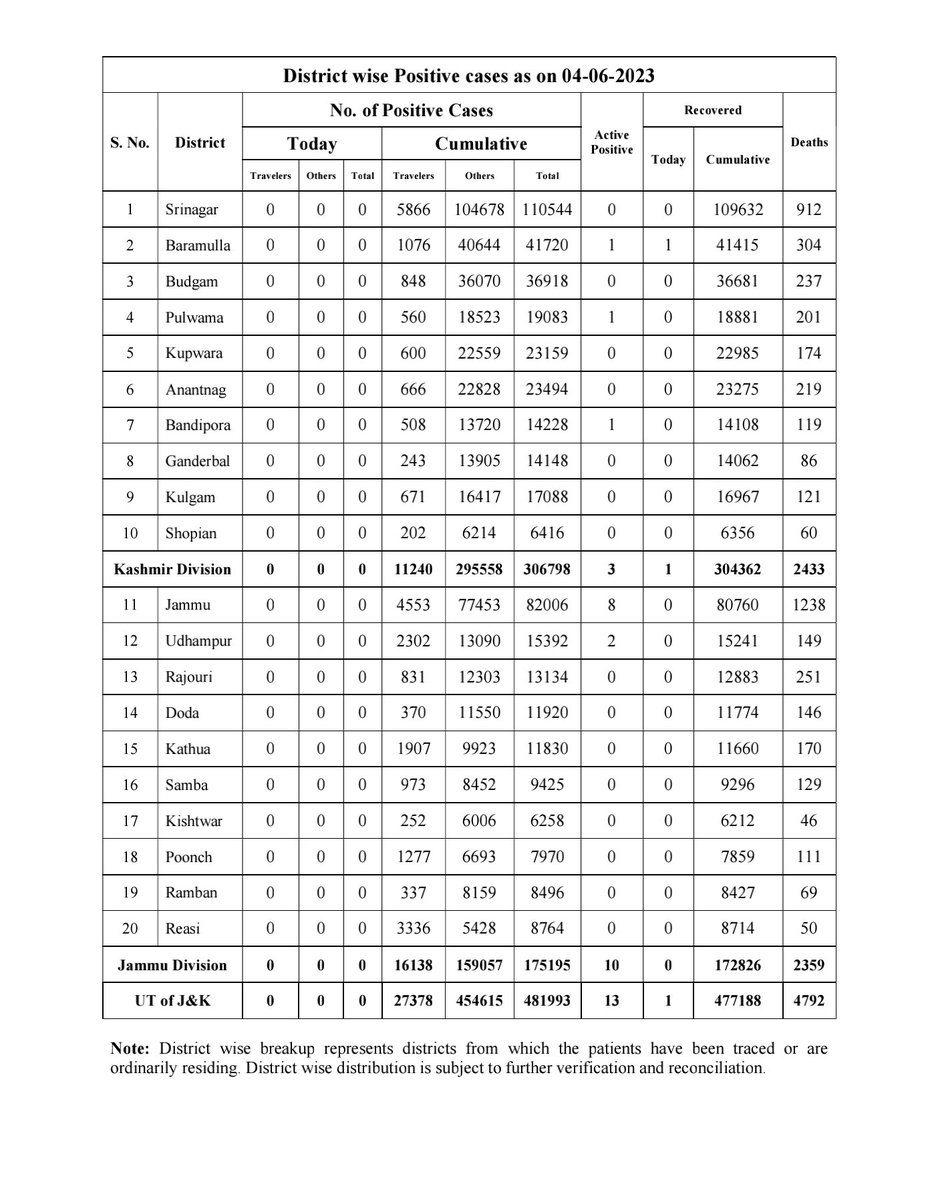 District wise Positive cases as on 04-06-2023
S. No. District No. of Positive Cases Active Positive Recovered Deaths
Today Cumulative Today Cumulative
Travelers Others Total Travelers Others Total
1 Srinagar 0 0 0 5866 104678 110544 0 0 109632 912
2 Baramulla 0 0 0 1076 40644 41720 1 1 41415 304
3 Budgam 0 0 0 848 36070 36918 0 0 36681 237
4 Pulwama 0 0 0 560 18523 19083 1 0 18881 201
5 Kupwara 0 0 0 600 22559 23159 0 0 22985 174
6 Anantnag 0 0 0 666 22828 23494 0 0 23275 219
7 Bandipora 0 0 0 508 13720 14228 1 0 14108 119
8 Ganderbal 0 0 0 243 13905 14148 0 0 14062 86
9 Kulgam 0 0 0 671 16417 17088 0 0 16967 121
10 Shopian 0 0 0 202 6214 6416 0 0 6356 60
Kashmir Division 0 0 0 11240 295558 306798 3 1 304362 2433
11 Jammu 0 0 0 4553 77453 82006 8 0 80760 1238
12 Udhampur 0 0 0 2302 13090 15392 2 0 15241 149
13 Rajouri 0 0 0 831 12303 13134 0 0 12883 251
14 Doda 0 0 0 370 11550 11920 0 0 11774 146
15 Kathua 0 0 0 1907 9923 11830 0 0 11660 170
16 Samba 0 0 0 973 8452 9425 0 0 9296 129
17 Kishtwar 0 0 0 252 6006 6258 0 0 6212 46
18 Poonch 0 0 0 1277 6693 7970 0 0 7859 111
19 Ramban 0 0 0 337 8159 8496 0 0 8427 69
20 Reasi 0 0 0 3336 5428 8764 0 0 8714 50
Jammu Division 0 0 0 16138 159057 175195 10 0 172826 2359
UT of J&K 0 0 0 27378 454615 481993 13 1 477188 4792
Note: District wise breakup represents districts from which the patients have been traced or are
ordinarily residing. District wise distribution is subject to further verification and reconciliation.